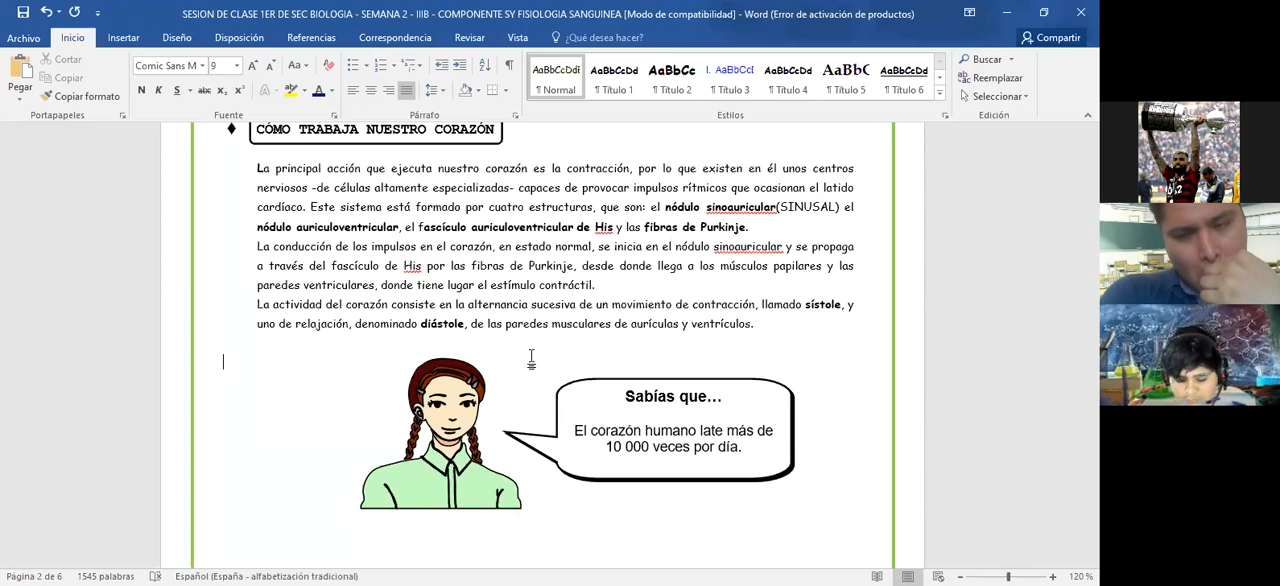 SESION DE CLASE 1ER DE SEC BIOLOGIA - SEMANA 2 - IIIB - COMPONENTE SY FISIOLOGIA SANGUINEA [Modo de compatibilidad] - Word (Error de activación de productos)
Archivo Inicio Insertar Diseño Disposición Referencias Correspondencia Revisar Vista ¿Qué desea hacer? Compartir
Pegar
Cortar
Copiar
Copiar formato
Portapapeles
Comic Sans M 9
Aa
N K S abc x₂ x²
Fuente
Párrafo
AaBbCcDdE AaBbCcDd AaBbCc I. AaBbCcI AaBbCcDd AaBbC AaBbCcDd
¶ Normal ¶ Título 1 ¶ Título 2 ¶ Título 3 ¶ Título 4 ¶ Título 5 ¶ Título 6
Estilos
Buscar
Reemplazar
Seleccionar
Edición
CÓMO TRABAJA NUESTRO CORAZÓN
La principal acción que ejecuta nuestro corazón es la contracción, por lo que existen en él unos centros
nerviosos -de células altamente especializadas- capaces de provocar impulsos rítmicos que ocasionan el latido
cardíaco. Este sistema está formado por cuatro estructuras, que son: el nódulo sinoauricular(SINUSAL) el
nódulo auriculoventricular, el fascículo auriculoventricular de His y las fibras de Purkinje.
La conducción de los impulsos en el corazón, en estado normal, se inicia en el nódulo sinoauricular y se propaga
a través del fascículo de His por las fibras de Purkinje, desde donde llega a los músculos papilares y las
paredes ventriculares, donde tiene lugar el estímulo contráctil.
La actividad del corazón consiste en la alternancia sucesiva de un movimiento de contracción, llamado sístole, y
uno de relajación, denominado diástole, de las paredes musculares de aurículas y ventrículos.
Sabías que...
El corazón humano late más de
10 000 veces por día.
Página 2 de 6 1545 palabras Español (España - alfabetización tradicional) 120 %